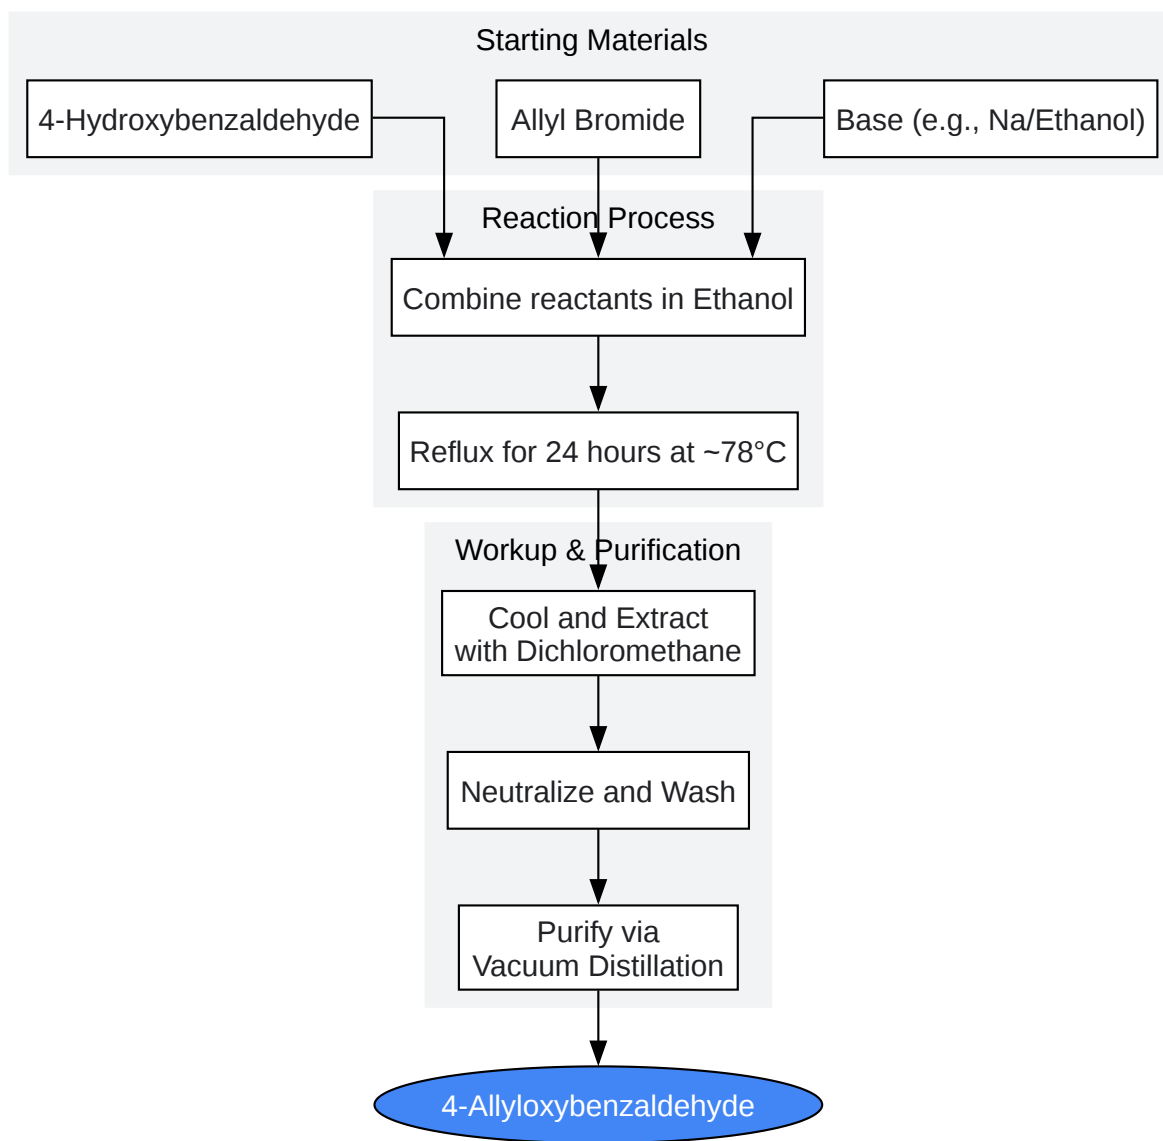 Starting Materials
4-Hydroxybenzaldehyde
Allyl Bromide
Base (e.g., Na/Ethanol)
Reaction Process
Combine reactants in Ethanol
Reflux for 24 hours at ~78°C
Workup & Purification
Cool and Extract
with Dichloromethane
Neutralize and Wash
Purify via
Vacuum Distillation
4-Allyloxybenzaldehyde